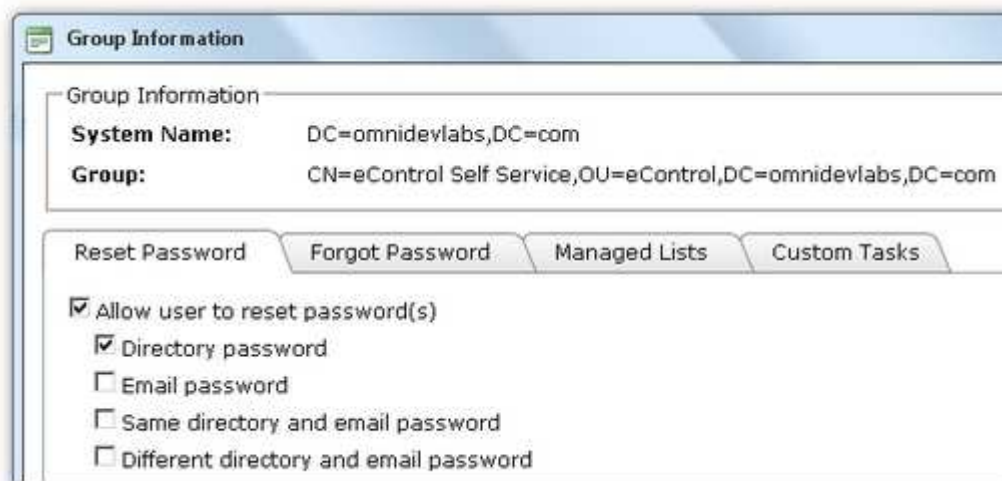 Group Information
Group Information
System Name: DC=omnidevlabs,DC=com
Group: CN=eControl Self Service,OU=eControl,DC=omnidevlabs,DC=com
Reset Password Forgot Password Managed Lists Custom Tasks
Allow user to reset password(s)
Directory password
Email password
Same directory and email password
Different directory and email password